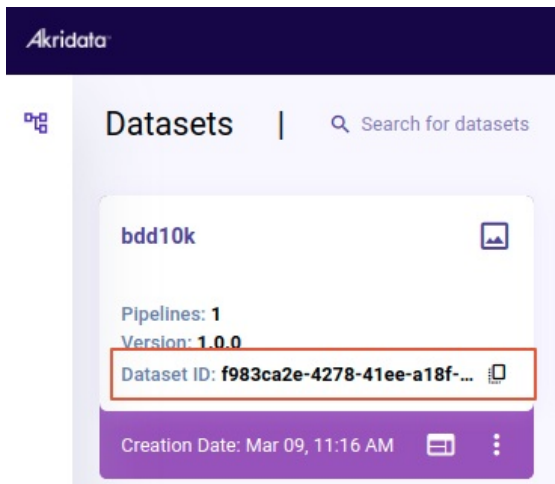 Akridata
Datasets | Search for datasets
bdd10k
Pipelines: 1
Version: 1.0.0
Dataset ID: f983ca2e-4278-41ee-a18f-...
Creation Date: Mar 09, 11:16 AM